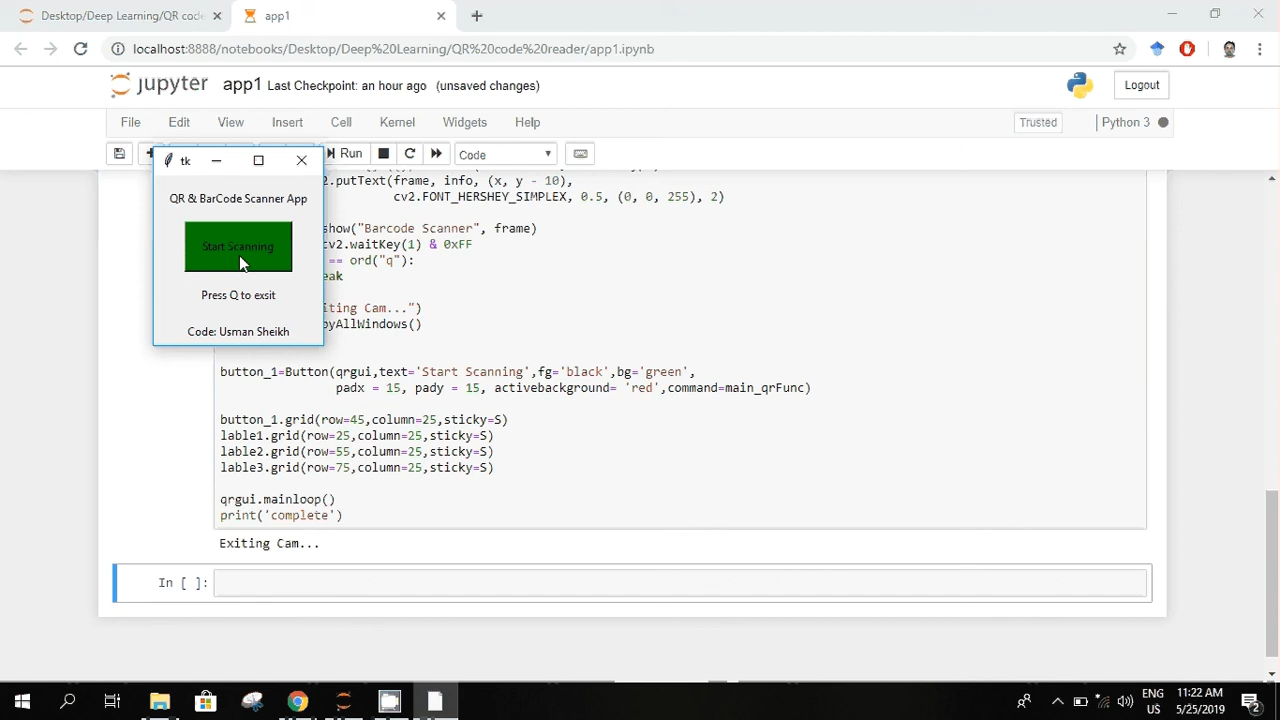 Desktop/Deep Learning/QR code
app1
localhost:8888/notebooks/Desktop/Deep%20Learning/QR%20code%20reader/app1.ipynb
jupyter app1 Last Checkpoint: an hour ago (unsaved changes)
Logout
File Edit View Insert Cell Kernel Widgets Help
Trusted
Python 3
Run
Code
tk
QR & BarCode Scanner App
Start Scanning
Press Q to exsit
Code: Usman Sheikh
.putText(frame, info, (x, y - 10),
cv2.FONT_HERSHEY_SIMPLEX, 0.5, (0, 0, 255), 2)
show("Barcode Scanner", frame)
cv2.waitKey(1) & 0xFF
== ord("q"):
eak
iting Cam...")
oyAllWindows()
button_1=Button(qrgui,text='Start Scanning',fg='black',bg='green',
padx = 15, pady = 15, activebackground= 'red',command=main_qrFunc)
button_1.grid(row=45,column=25,sticky=S)
lable1.grid(row=25,column=25,sticky=S)
lable2.grid(row=55,column=25,sticky=S)
lable3.grid(row=75,column=25,sticky=S)
qrgui.mainloop()
print('complete')
Exiting Cam...
In [ ]:
ENG
US
11:22 AM
5/25/2019
2